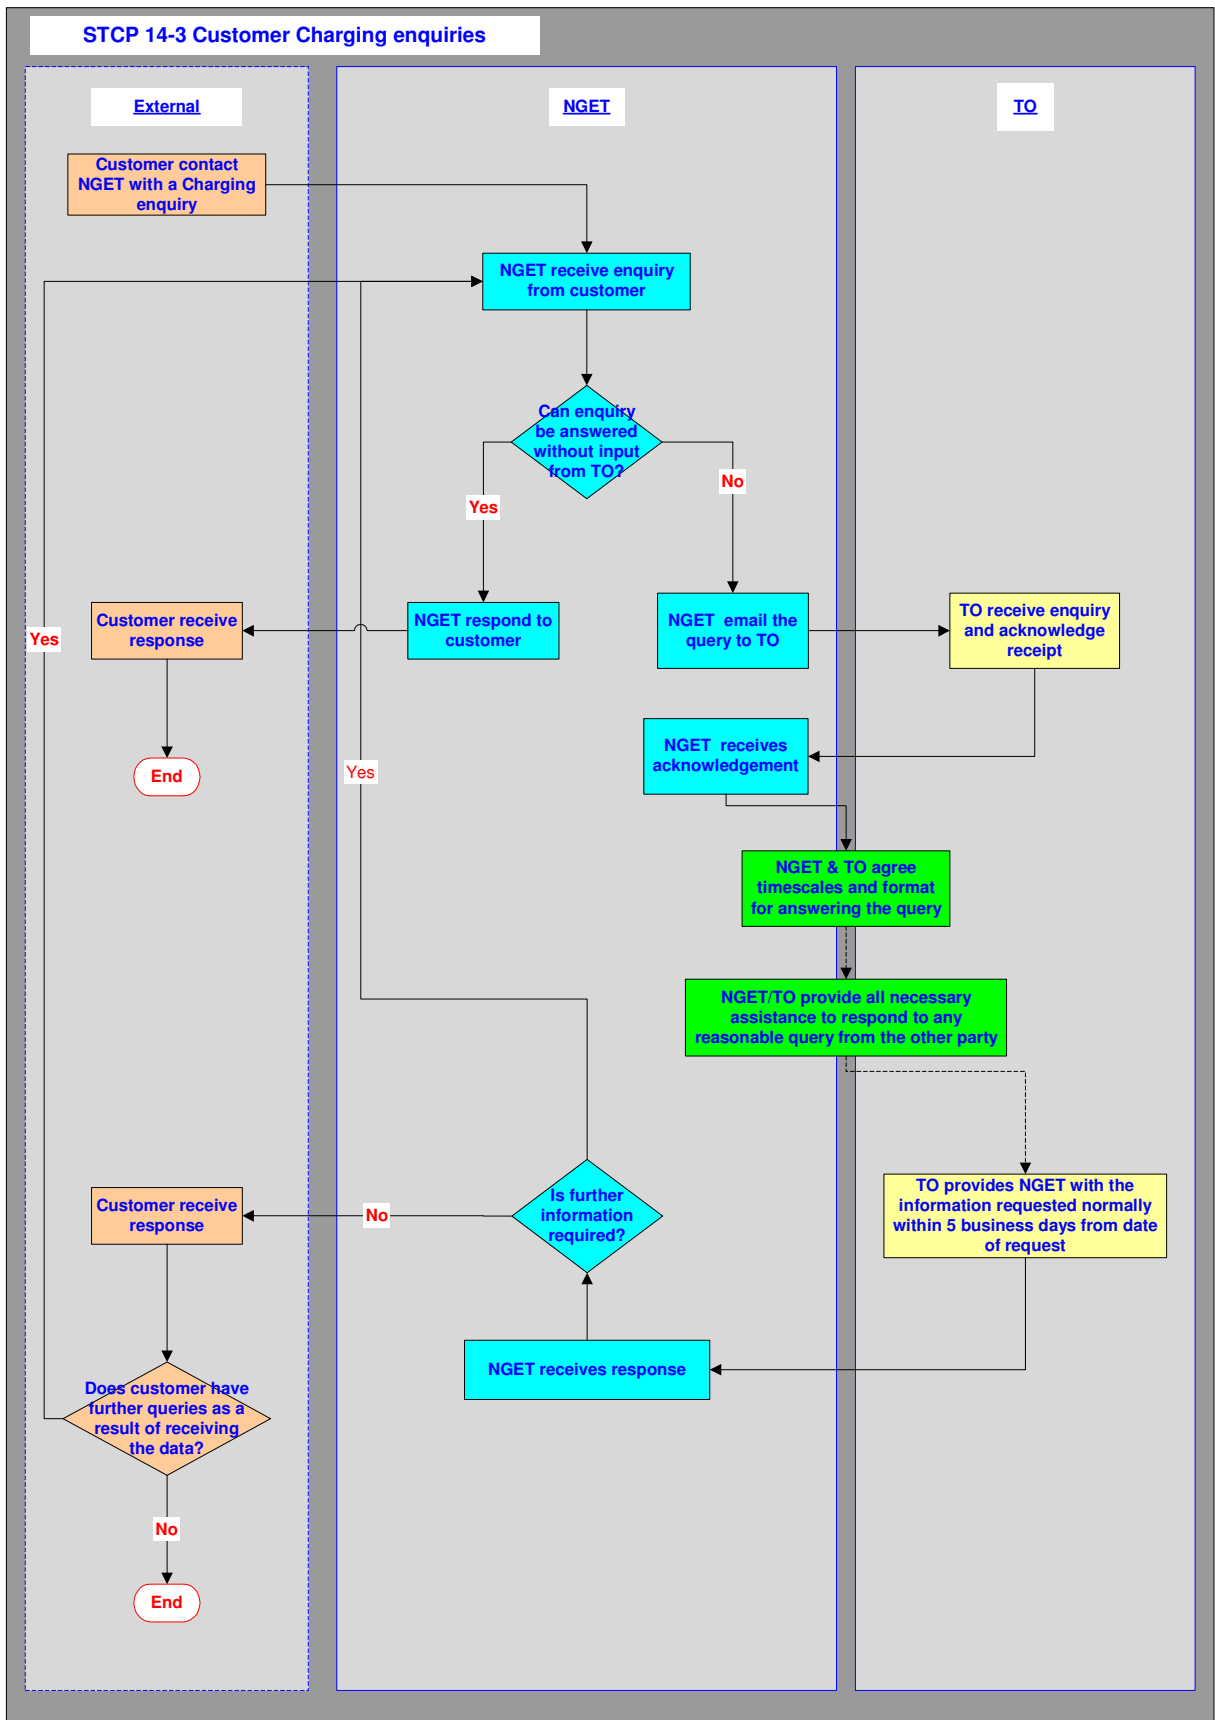 STCP 14-3 Customer Charging enquiries
External
NGET
TO
Customer contact
NGET with a Charging
enquiry
NGET receive enquiry
from customer
Can enquiry
be answered
without input
from TO?
Yes
No
Customer receive
response
NGET respond to
customer
NGET email the
query to TO
TO receive enquiry
and acknowledge
receipt
Yes
NGET receives
acknowledgement
End
Yes
NGET & TO agree
timescales and format
for answering the query
NGET/TO provide all necessary
assistance to respond to any
reasonable query from the other party
TO provides NGET with the
information requested normally
within 5 business days from date
of request
Is further
information
required?
No
Customer receive
response
NGET receives response
Does customer have
further queries as a
result of receiving
the data?
No
End